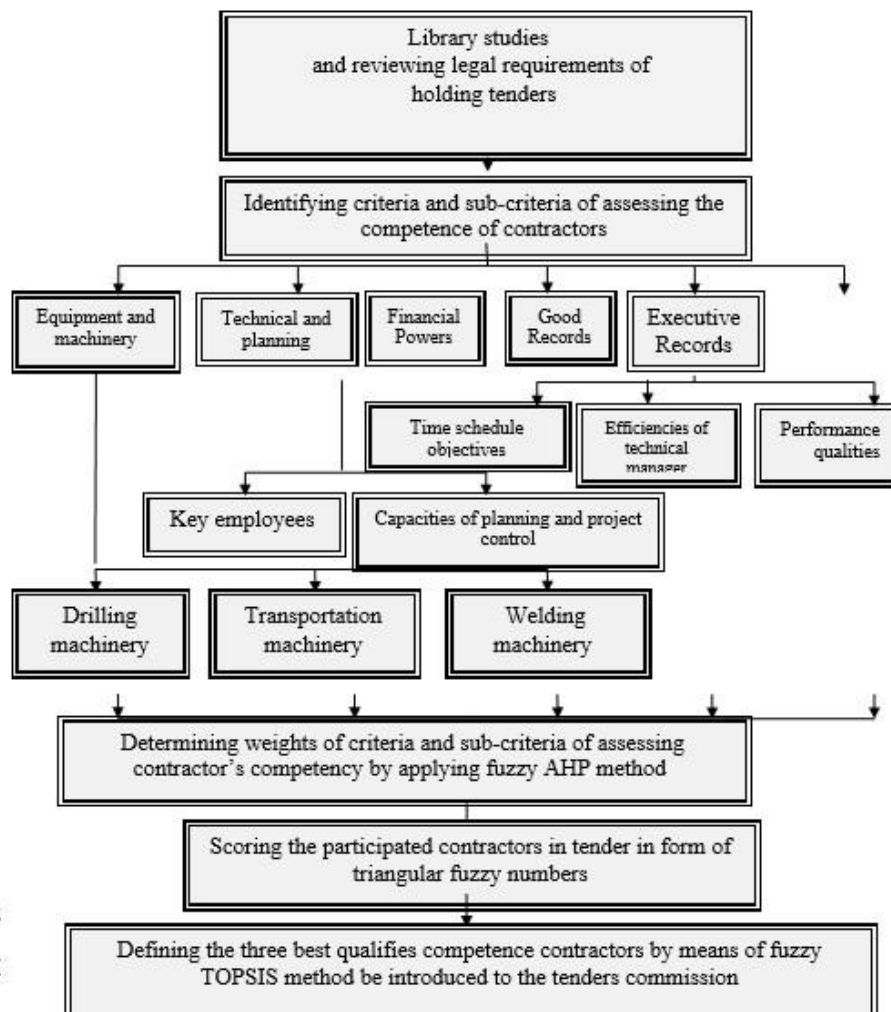 Library studies
and reviewing legal requirements of
holding tenders
Identifying criteria and sub-criteria of assessing the
competence of contractors
Equipment and
machinery
Technical and
planning
Financial
Powers
Good
Records
Executive
Records
Time schedule
objectives
Efficiencies of
technical
manager
Performance
qualities
Key employees
Capacities of planning and project
control
Drilling
machinery
Transportation
machinery
Welding
machinery
Determining weights of criteria and sub-criteria of assessing
contractor's competency by applying fuzzy AHP method
Scoring the participated contractors in tender in form of
triangular fuzzy numbers
Defining the three best qualifies competence contractors by means of fuzzy
TOPSIS method be introduced to the tenders commission